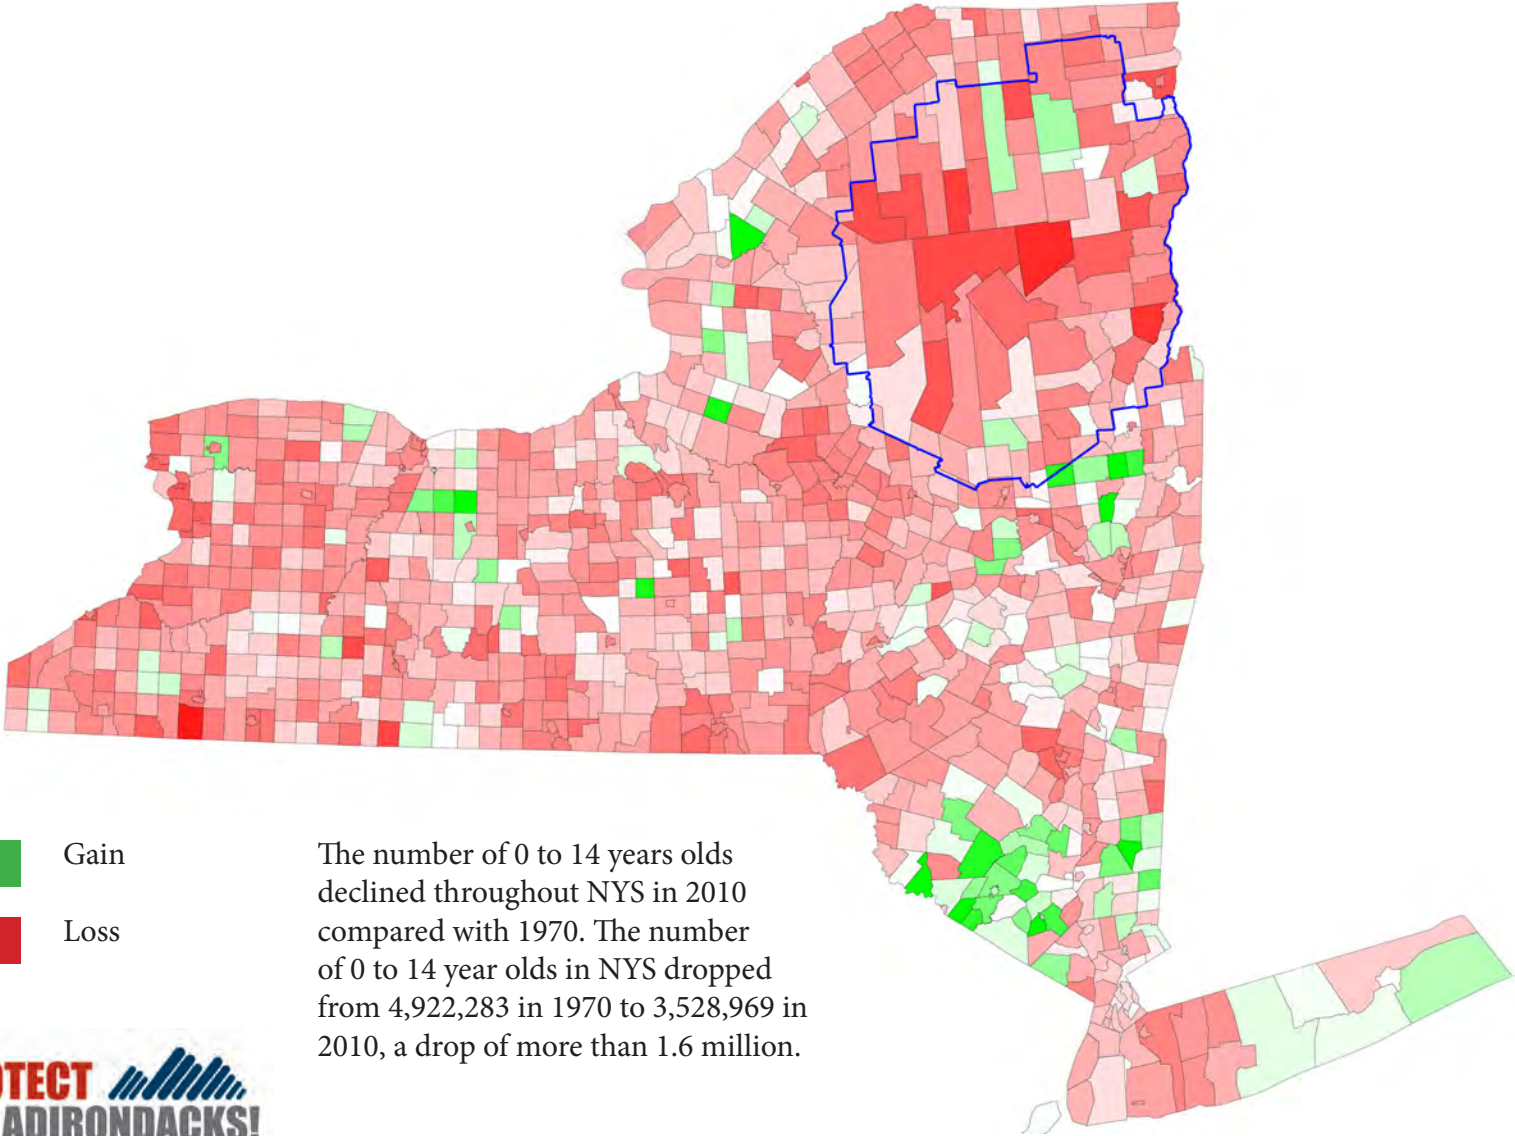 Gain
Loss
The number of 0 to 14 years olds
declined throughout NYS in 2010
compared with 1970. The number
of 0 to 14 year olds in NYS dropped
from 4,922,283 in 1970 to 3,528,969 in
2010, a drop of more than 1.6 million.
OTECT
ADIRONDACKS!